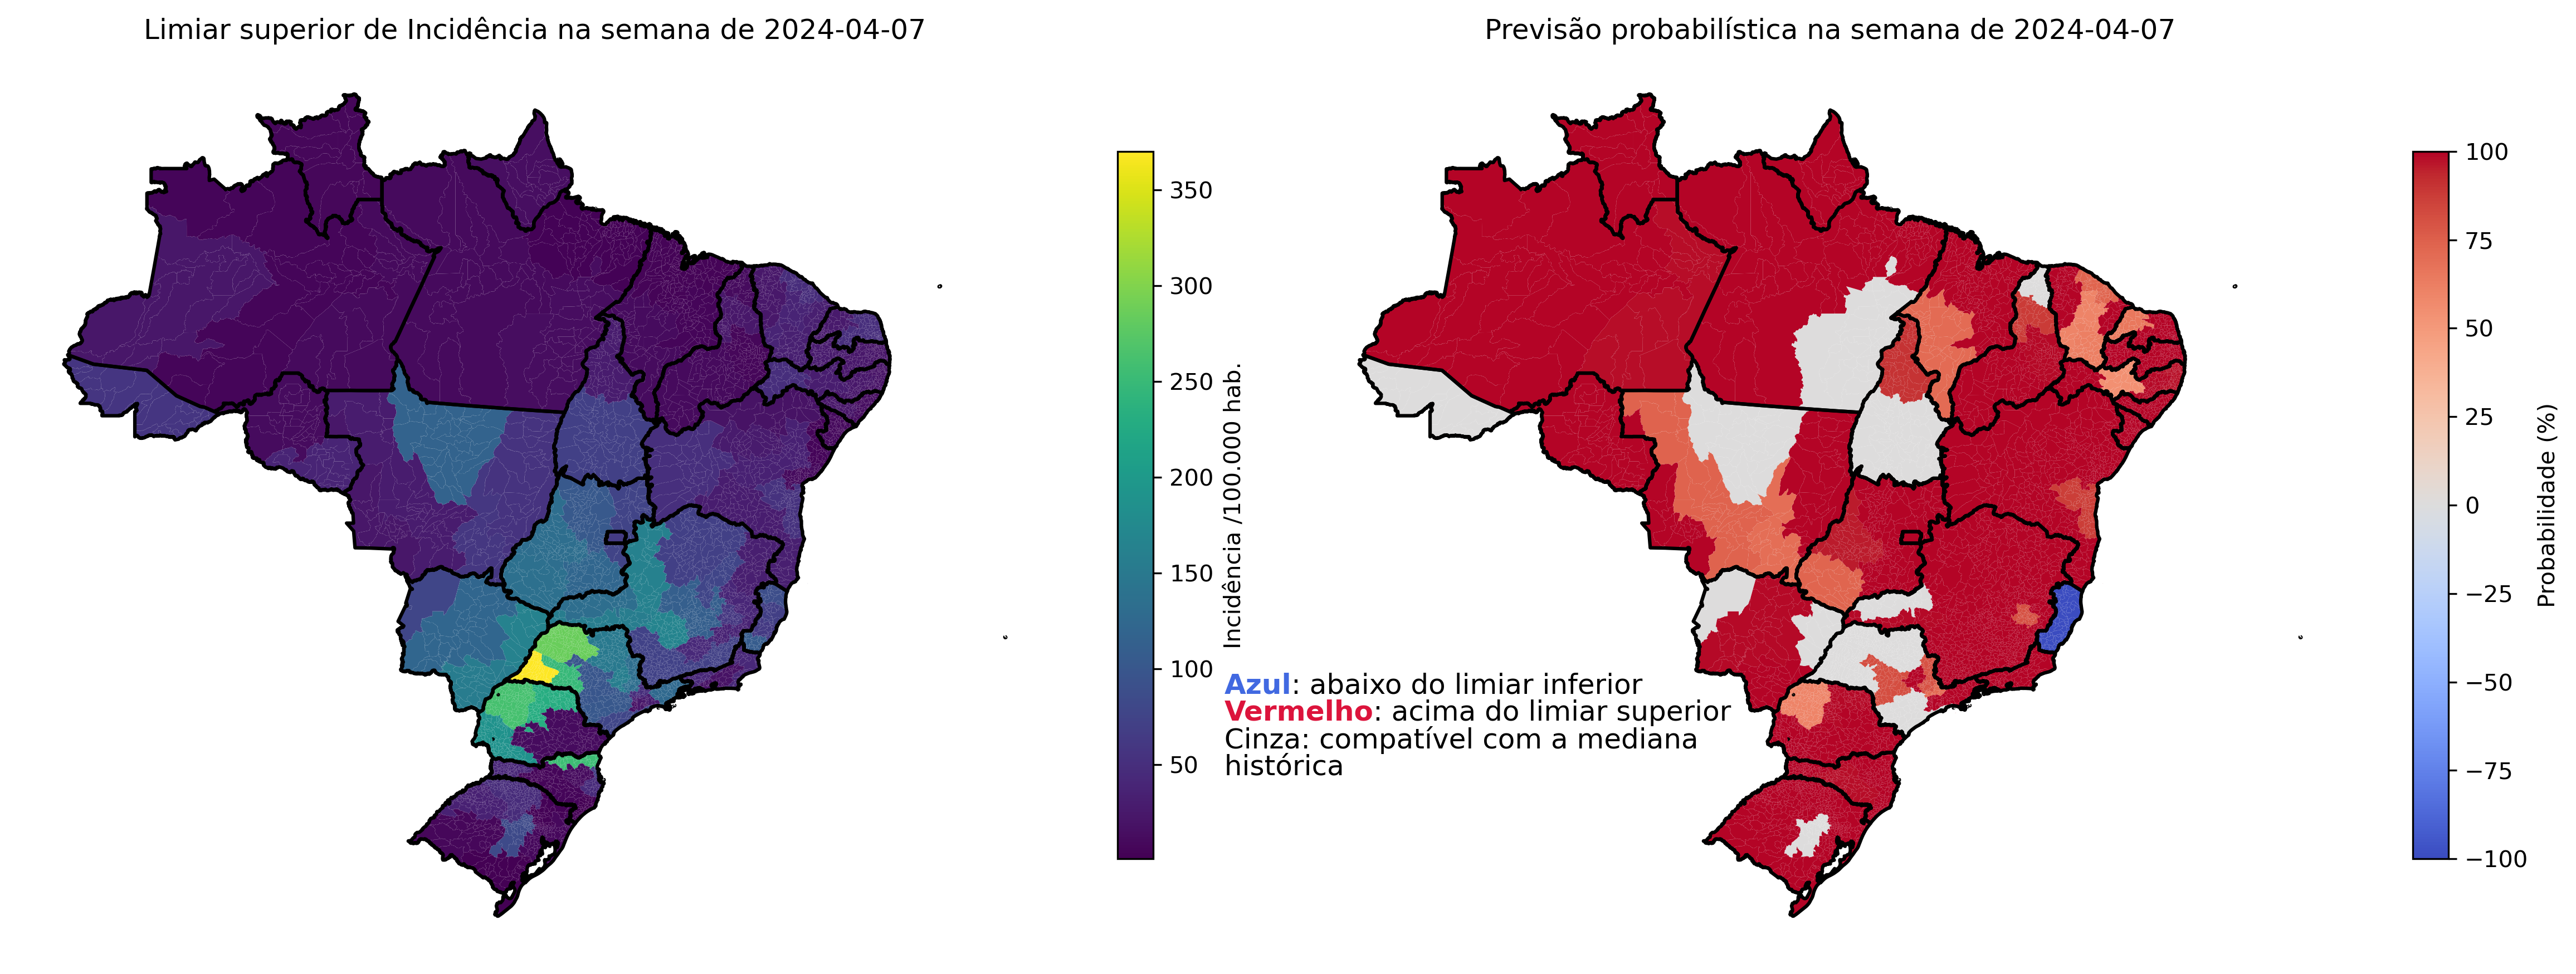 Limiar superior de Incidência na semana de 2024-04-07
350
300
250
200
150
100
50
Incidência /100.000 hab.
Azul: abaixo do limiar inferior
Vermelho: acima do limiar superior
Cinza: compatível com a mediana
histórica
Previsão probabilística na semana de 2024-04-07
100
75
50
25
0
−25
−50
−75
−100
Probabilidade (%)